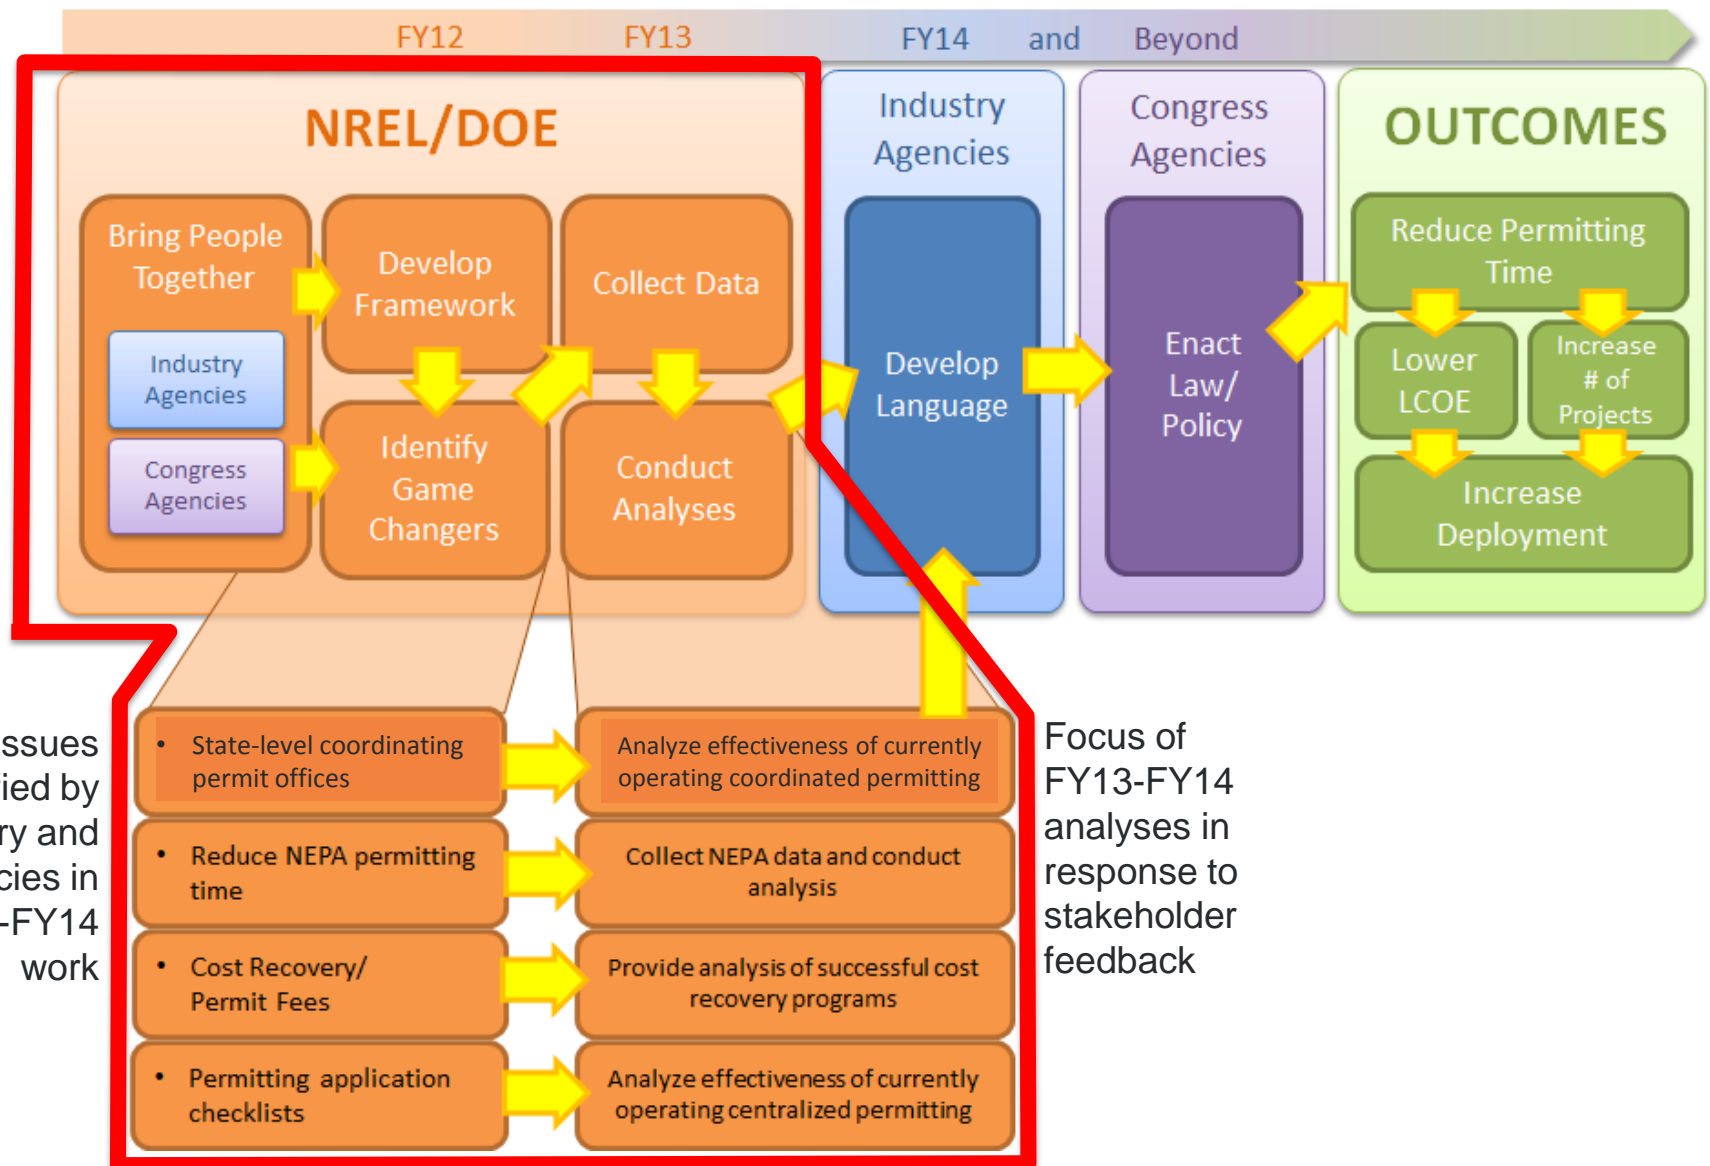 FY12 FY13 FY14 and Beyond
NREL/DOE
Bring People
Together
Industry
Agencies
Congress
Agencies
Develop
Framework
Identify
Game
Changers
Collect Data
Conduct
Analyses
Industry
Agencies
Develop
Language
Congress
Agencies
Enact
Law/
Policy
OUTCOMES
Reduce Permitting
Time
Lower
LCOE
Increase
# of
Projects
Increase
Deployment
ssues
ied by
ry and
cies in
-FY14
work
• State-level coordinating
permit offices
Analyze effectiveness of currently
operating coordinated permitting
• Reduce NEPA permitting
time
Collect NEPA data and conduct
analysis
• Cost Recovery/
Permit Fees
Provide analysis of successful cost
recovery programs
• Permitting application
checklists
Analyze effectiveness of currently
operating centralized permitting
Focus of
FY13-FY14
analyses in
response to
stakeholder
feedback